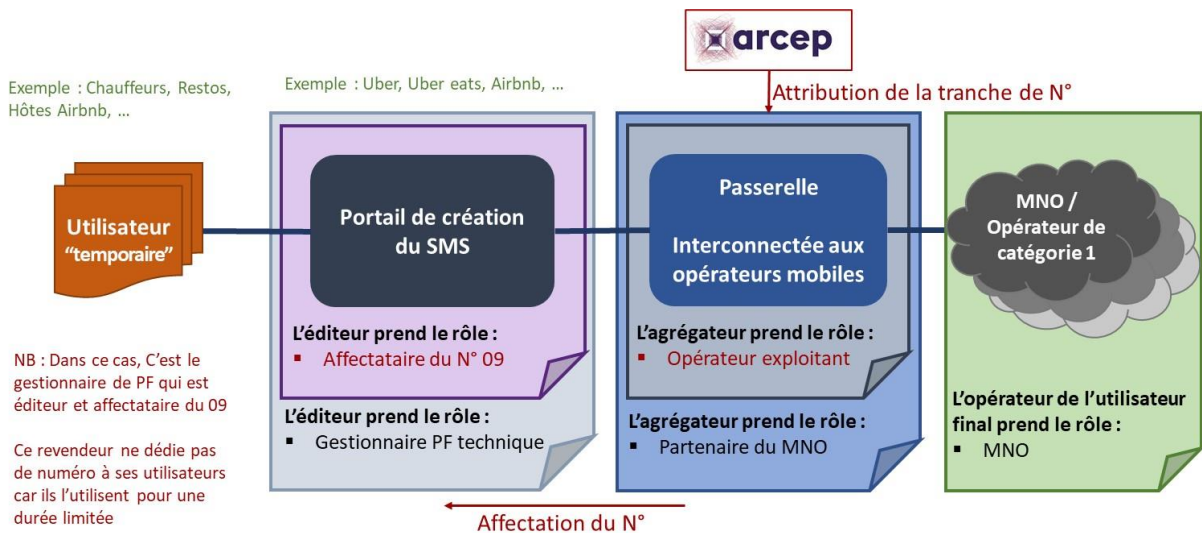 arcep
Exemple : Chauffeurs, Restos,
Hôtes Airbnb, …
Exemple : Uber, Uber eats, Airbnb, …
Attribution de la tranche de N°
Utilisateur
“temporaire”
Portail de création
du SMS
Passerelle
Interconnectée aux
opérateurs mobiles
MNO /
Opérateur de
catégorie 1
NB : Dans ce cas, C’est le
gestionnaire de PF qui est
éditeur et affectataire du 09
Ce revendeur ne dédie pas
de numéro à ses utilisateurs
car ils l’utilisent pour une
durée limitée
L’éditeur prend le rôle :
▪ Affectataire du N° 09
L’éditeur prend le rôle :
▪ Gestionnaire PF technique
L’agrégateur prend le rôle :
▪ Opérateur exploitant
L’agrégateur prend le rôle :
▪ Partenaire du MNO
L’opérateur de l’utilisateur
final prend le rôle :
▪ MNO
Affectation du N°